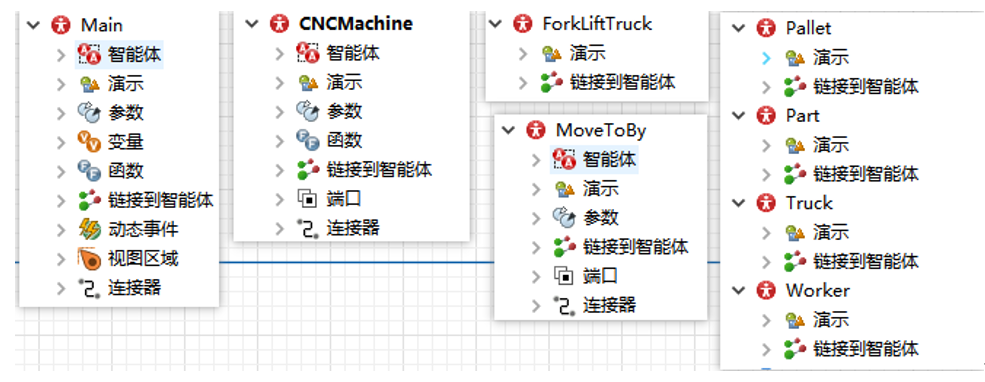 Main
智能体
演示
参数
变量
函数
链接到智能体
动态事件
视图区域
连接器
CNCMachine
智能体
演示
参数
函数
链接到智能体
端口
连接器
ForkLiftTruck
演示
链接到智能体
MoveToBy
智能体
演示
参数
链接到智能体
端口
连接器
Pallet
演示
链接到智能体
Part
演示
链接到智能体
Truck
演示
链接到智能体
Worker
演示
链接到智能体